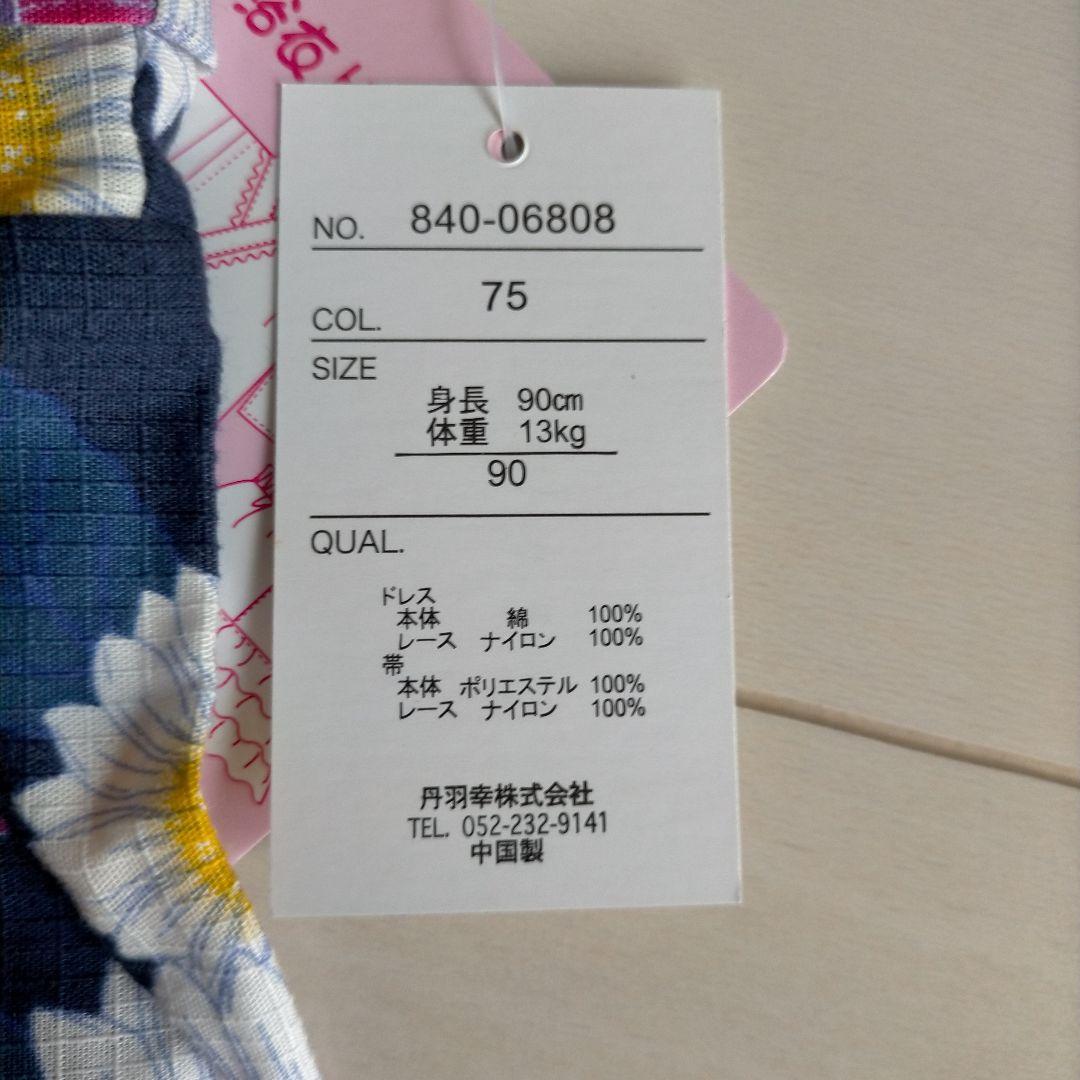 浴衣ド
NO. 840-06808
COL. 75
SIZE
身長 90cm
体重 13kg
90
QUAL.
ドレス
本体 綿 100%
レース ナイロン 100%
帯
本体 ポリエステル 100%
レース ナイロン 100%
丹羽幸株式会社
TEL. 052-232-9141
中国製